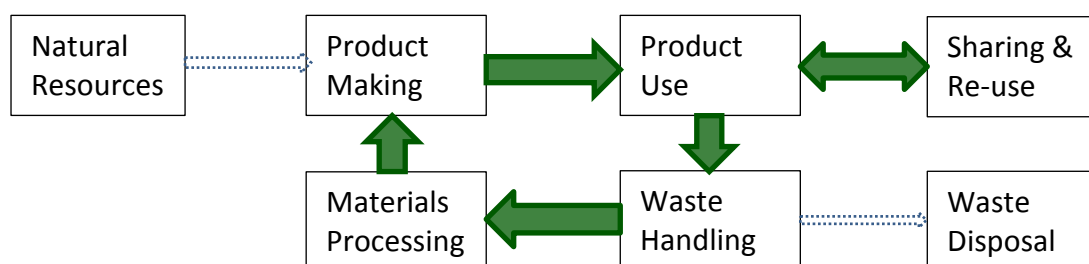 Natural
Resources
Product
Making
Product
Use
Sharing &
Re-use
Materials
Processing
Waste
Handling
Waste
Disposal